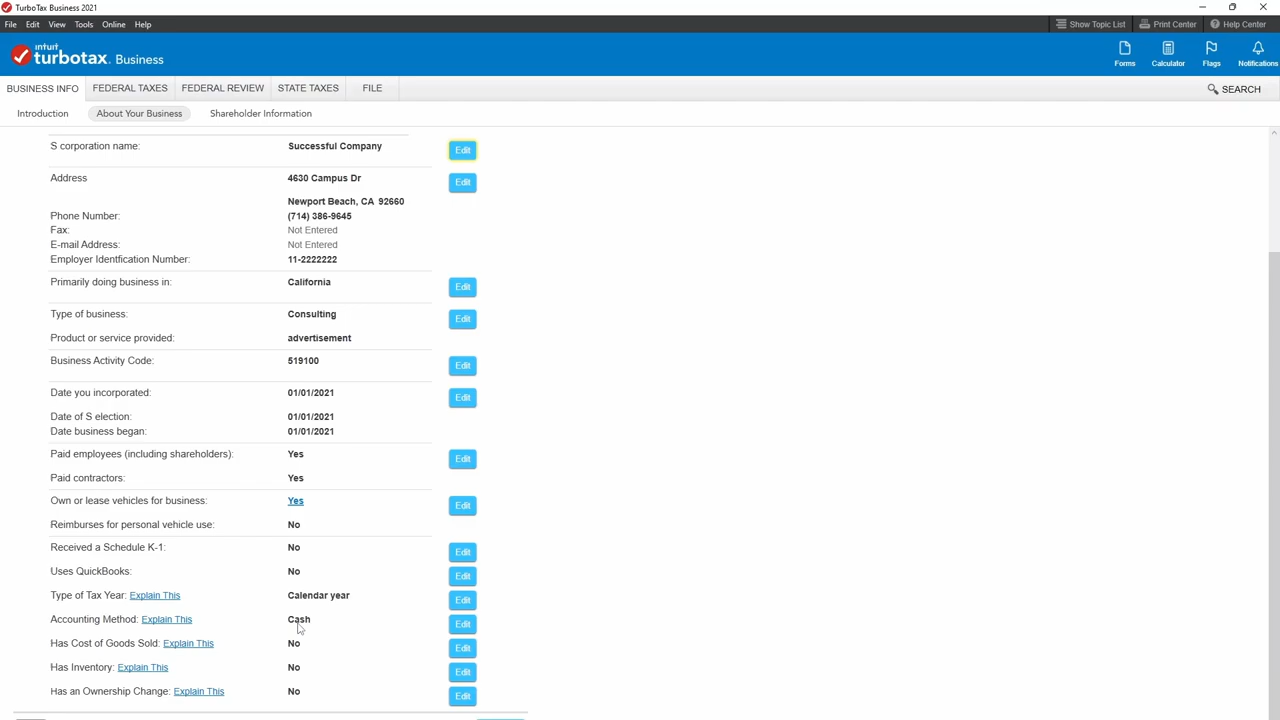 TurboTax Business 2021
File Edit View Tools Online Help
Show Topic List Print Center Help Center
intuit turbotax. Business
Forms Calculator Flags Notifications
BUSINESS INFO FEDERAL TAXES FEDERAL REVIEW STATE TAXES FILE SEARCH
Introduction About Your Business Shareholder Information
S corporation name: Successful Company Edit
Address 4630 Campus Dr Edit
Newport Beach, CA 92660
Phone Number: (714) 386-9645
Fax: Not Entered
E-mail Address: Not Entered
Employer Identfication Number: 11-2222222
Primarily doing business in: California Edit
Type of business: Consulting Edit
Product or service provided: advertisement
Business Activity Code: 519100 Edit
Date you incorporated: 01/01/2021 Edit
Date of S election: 01/01/2021
Date business began: 01/01/2021
Paid employees (including shareholders): Yes Edit
Paid contractors: Yes
Own or lease vehicles for business: Yes Edit
Reimburses for personal vehicle use: No
Received a Schedule K-1: No Edit
Uses QuickBooks: No Edit
Type of Tax Year: Explain This Calendar year Edit
Accounting Method: Explain This Cash Edit
Has Cost of Goods Sold: Explain This No Edit
Has Inventory: Explain This No Edit
Has an Ownership Change: Explain This No Edit